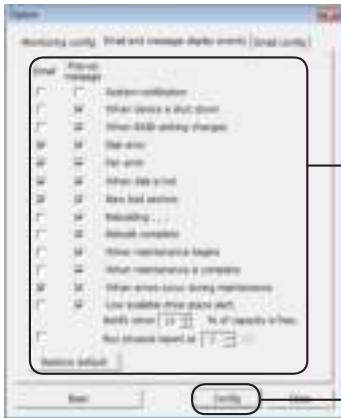 Option
Monitoring config Email and message display events Email config
Email Pop-up message
System notification
When device is shut down
When RAID setting changes
Disk error
Fan error
When disk is hot
New bad sectors
Rebuilding . . .
Rebuild complete
When maintenance begins
When maintenance is complete
When errors occur during maintenance
Low available drive space alert.
Notify when % of capacity is free.
Restore default
Config